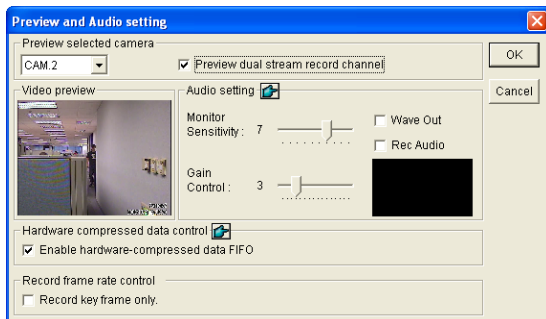 Preview and Audio setting
Preview selected camera
CAM.2
Preview dual stream record channel
OK
Cancel
Video preview
Audio setting
Monitor
Sensitivity : 7
Wave Out
Rec Audio
Gain
Control : 3
Hardware compressed data control
Enable hardware-compressed data FIFO
Record frame rate control
Record key frame only.